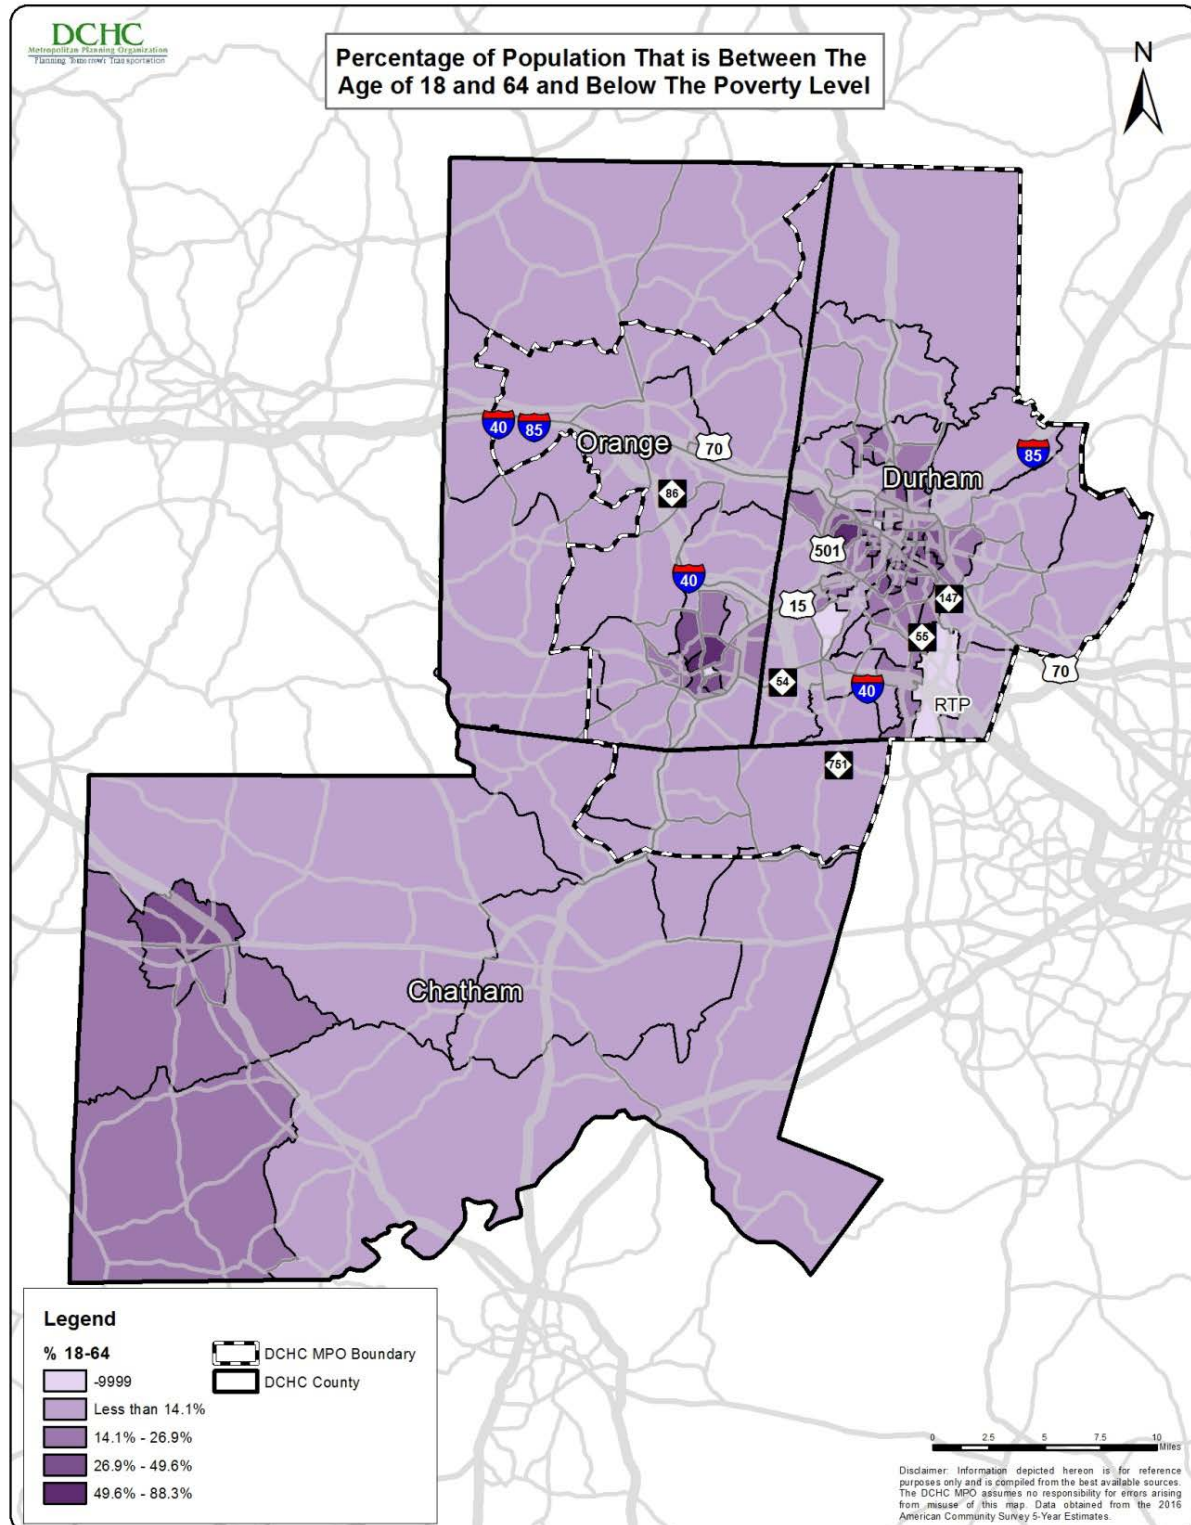 DCHC
Metropolitan Planning Organization
Planning Tomorrow's Transportation
Percentage of Population That is Between The
Age of 18 and 64 and Below The Poverty Level
N
40
85
Orange
70
86
Durham
85
501
40
15
147
55
54
40
70
RTP
751
Chatham
Legend
% 18-64
-9999
Less than 14.1%
14.1% - 26.9%
26.9% - 49.6%
49.6% - 88.3%
DCHC MPO Boundary
DCHC County
0 2.5 5 7.5 10
Miles
Disclaimer: Information depicted hereon is for reference
purposes only and is compiled from the best available sources.
The DCHC MPO assumes no responsibility for errors arising
from misuse of this map. Data obtained from the 2016
American Community Survey 5-Year Estimates.